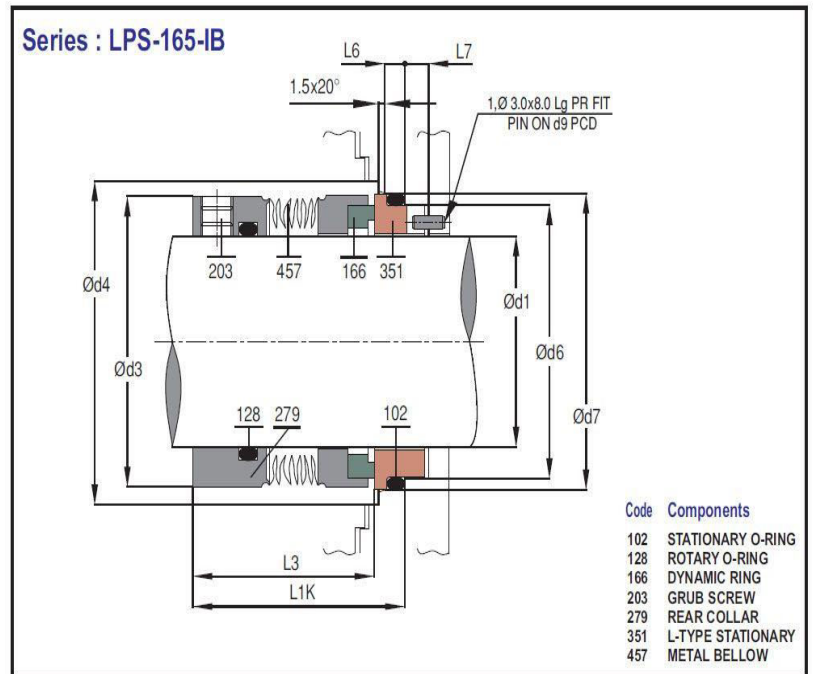 Series : LPS-165-IB
L6
L7
1.5x20°
1,Ø 3.0x8.0 Lg PR FIT
PIN ON d9 PCD
203
457
166
351
Ød4
Ød3
Ød1
Ød6
Ød7
128
279
102
L3
L1K
Code Components
102 STATIONARY O-RING
128 ROTARY O-RING
166 DYNAMIC RING
203 GRUB SCREW
279 REAR COLLAR
351 L-TYPE STATIONARY
457 METAL BELLOW